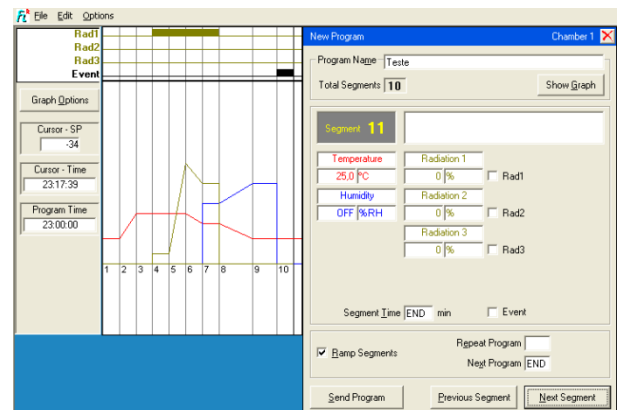 File Edit Options
Rad1
Rad2
Rad3
Event
Graph Options
Cursor - SP
-34
Cursor - Time
23:17:39
Program Time
23:00:00
1 2 3 4 5 6 7 8 9 10
New Program Chamber 1
Program Name Teste
Total Segments 10 Show Graph
Segment 11
Temperature Radiation 1
25,0 °C 0 % Rad1
Humidity Radiation 2
OFF %RH 0 % Rad2
Radiation 3
0 % Rad3
Segment Time END min Event
Ramp Segments
Repeat Program
Next Program END
Send Program Previous Segment Next Segment